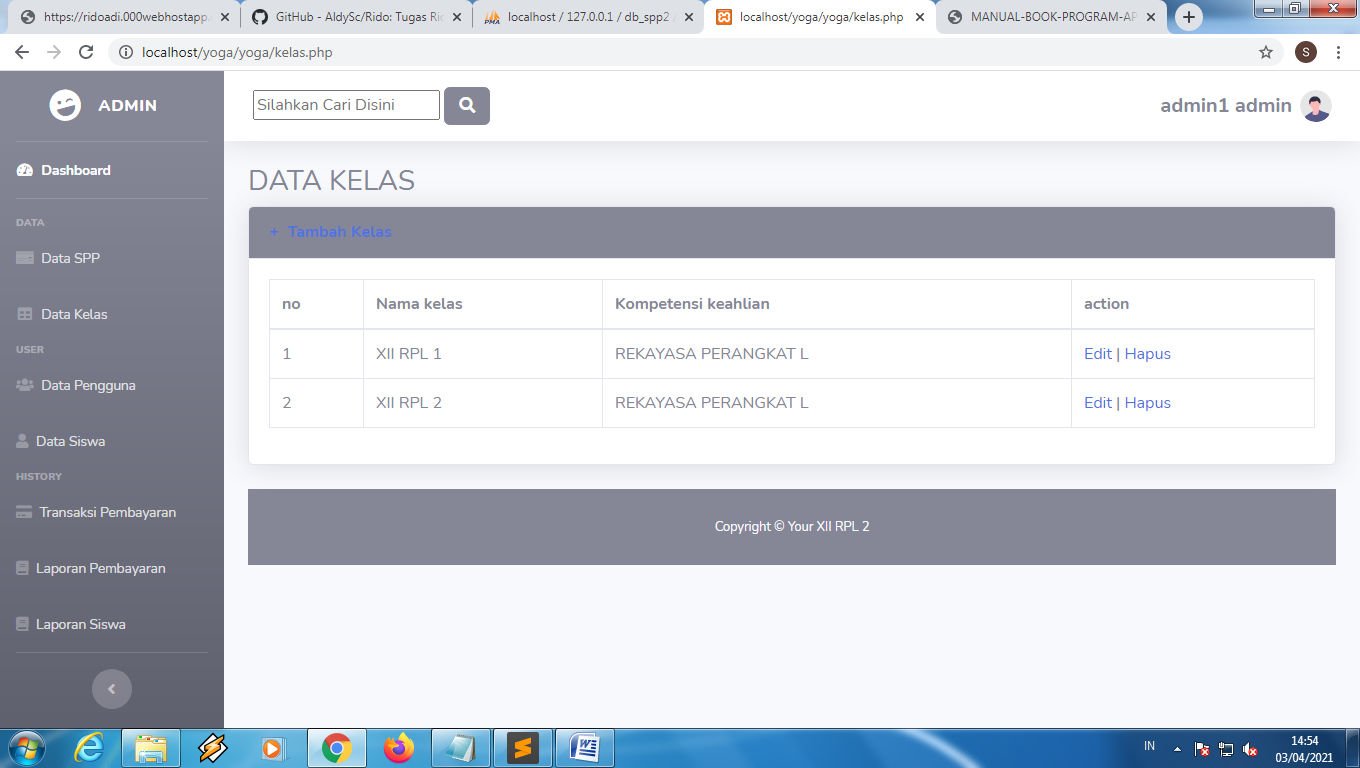 https://ridoadi.000webhostapp.
GitHub - AldySc/Rido: Tugas Ric
localhost / 127.0.0.1 / db_spp2
localhost/yoga/yoga/kelas.php
MANUAL-BOOK-PROGRAM-AP
localhost/yoga/yoga/kelas.php
S
ADMIN
Silahkan Cari Disini
admin1 admin
Dashboard
DATA
Data SPP
Data Kelas
USER
Data Pengguna
Data Siswa
HISTORY
Transaksi Pembayaran
Laporan Pembayaran
Laporan Siswa
DATA KELAS
+ Tambah Kelas
no Nama kelas Kompetensi keahlian action
1 XII RPL 1 REKAYASA PERANGKAT L Edit | Hapus
2 XII RPL 2 REKAYASA PERANGKAT L Edit | Hapus
Copyright © Your XII RPL 2
IN
14:54
03/04/2021